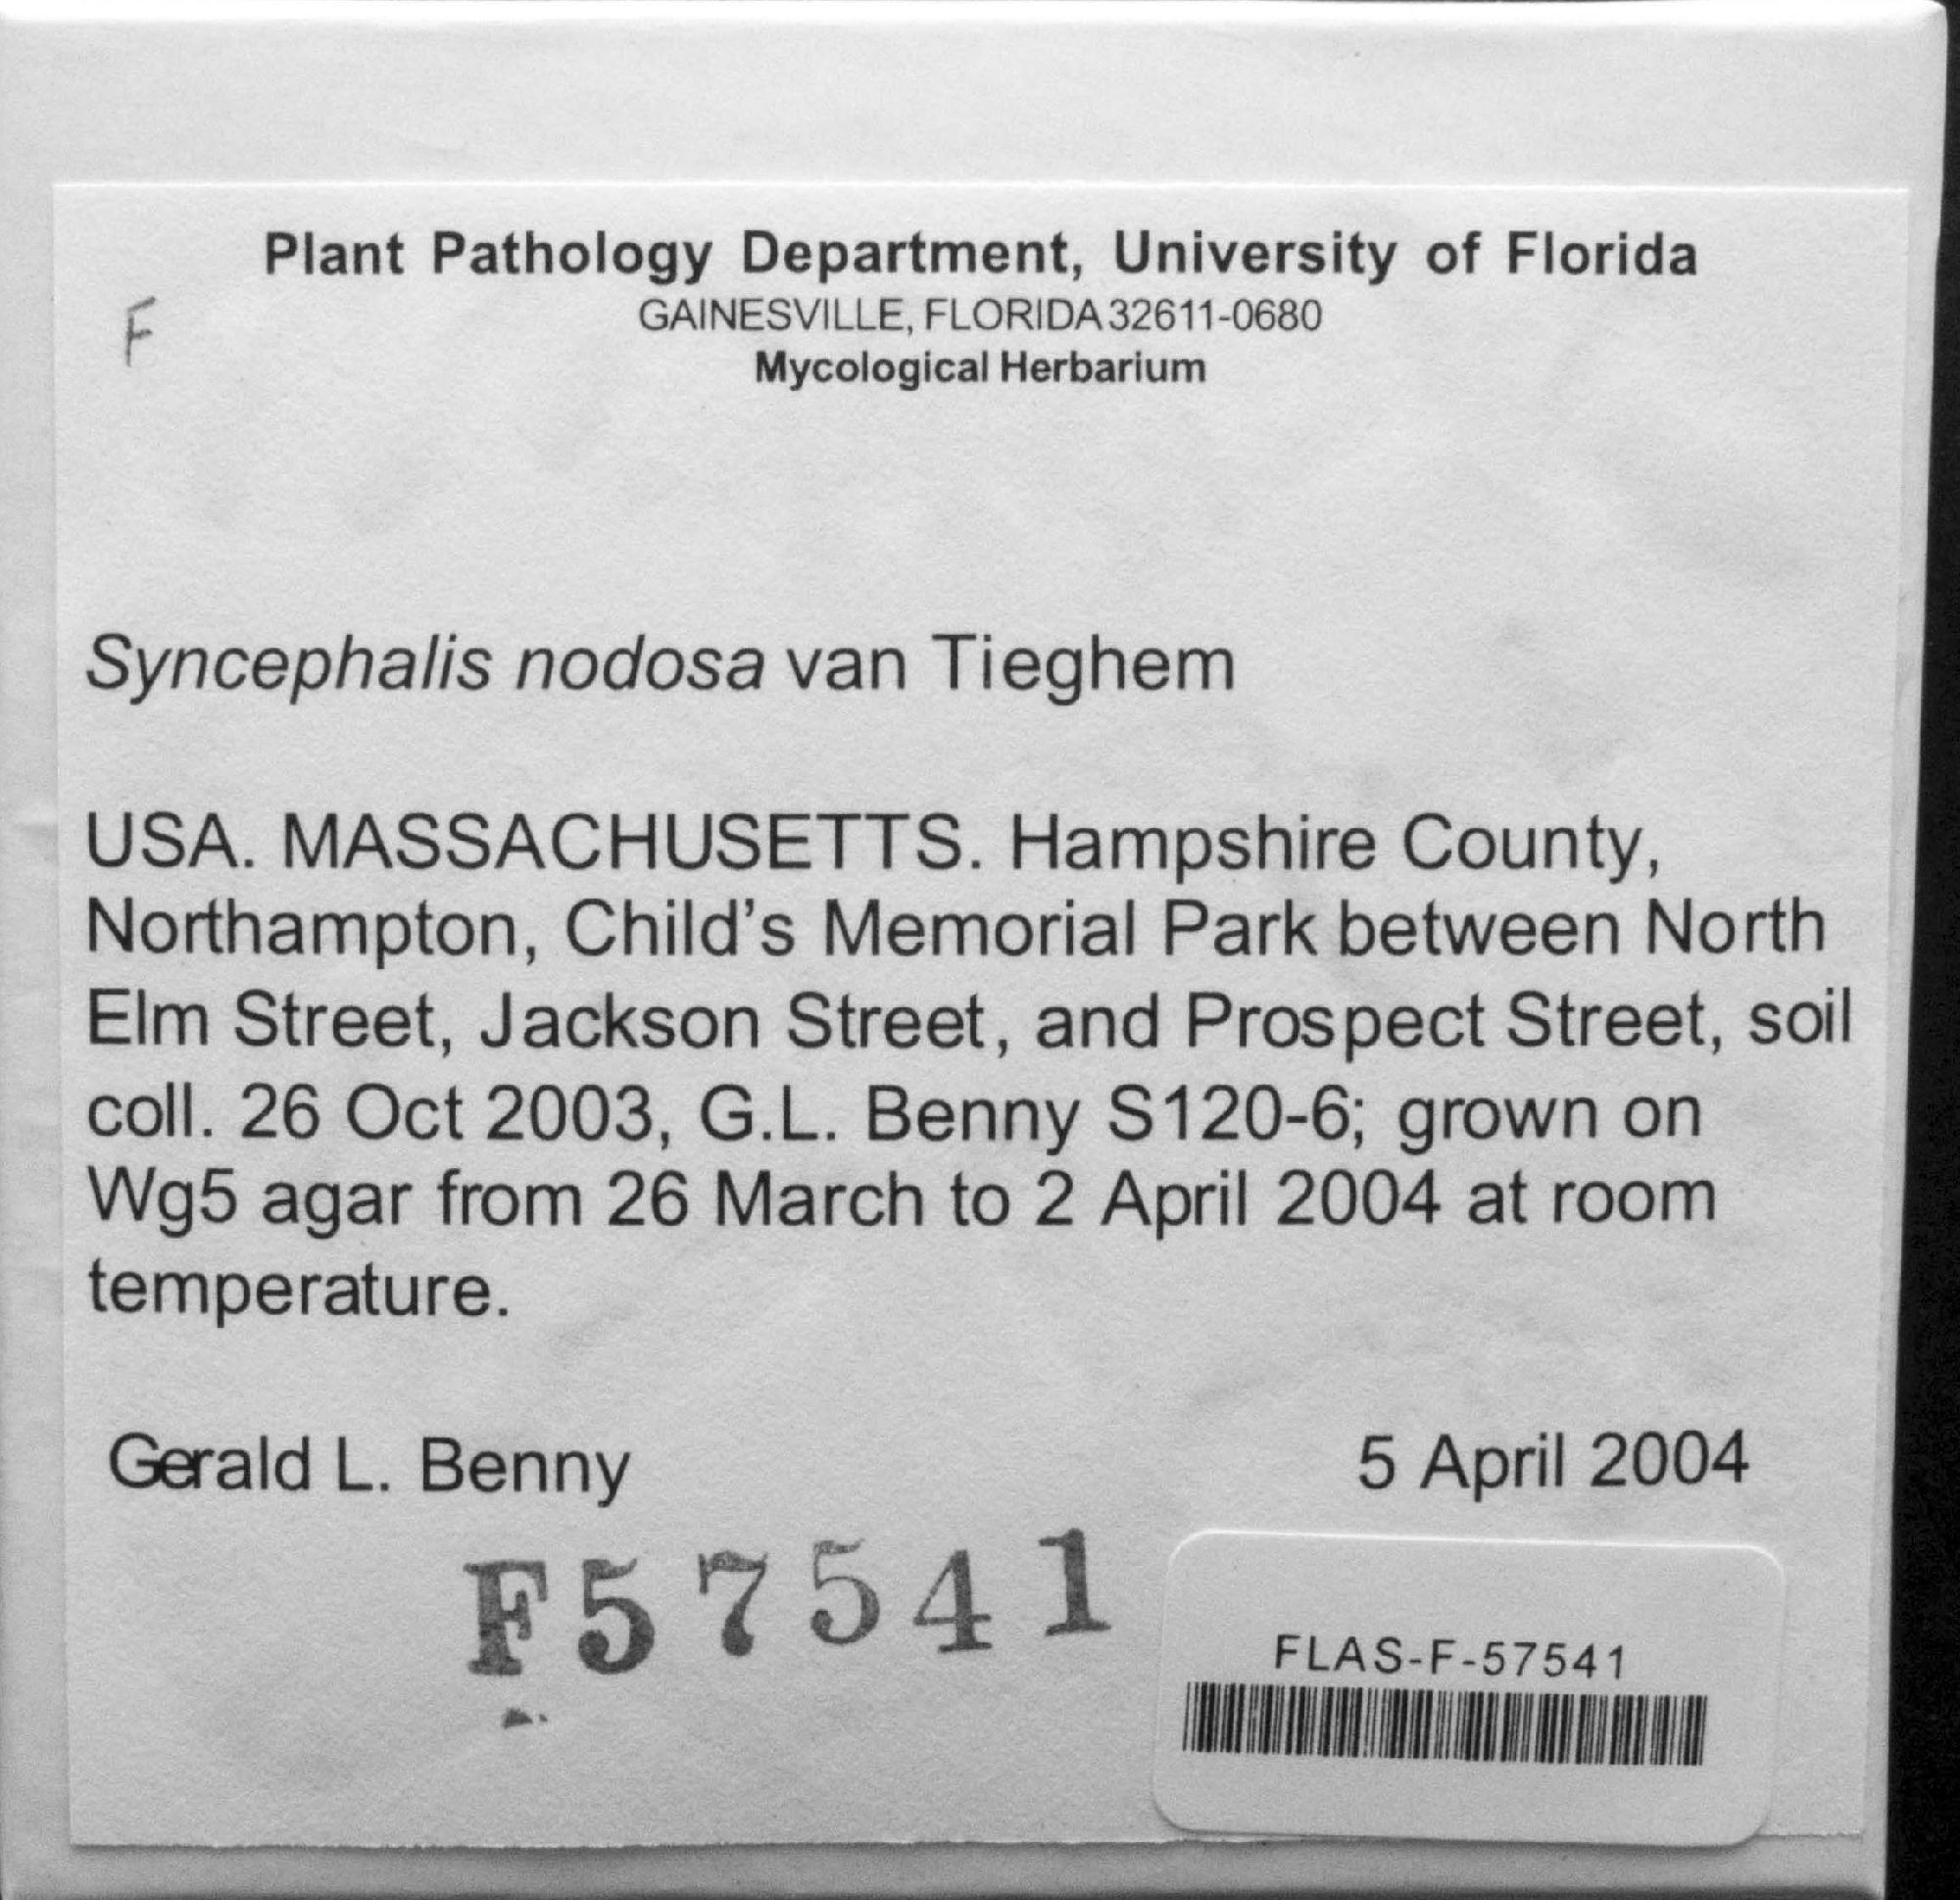 Plant Pathology Department, University of Florida
GAINESVILLE, FLORIDA 32611-0680
F
Mycological Herbarium
Syncephalis nodosa van Tieghem
USA. MASSACHUSETTS. Hampshire County,
Northampton, Child's Memorial Park between North
Elm Street, Jackson Street, and Prospect Street, soil
coll. 26 Oct 2003, G.L. Benny S120-6; grown on
Wg5 agar from 26 March to 2 April 2004 at room
temperature.
Gerald L. Benny 5 April 2004
F57541
FLAS-F-57541